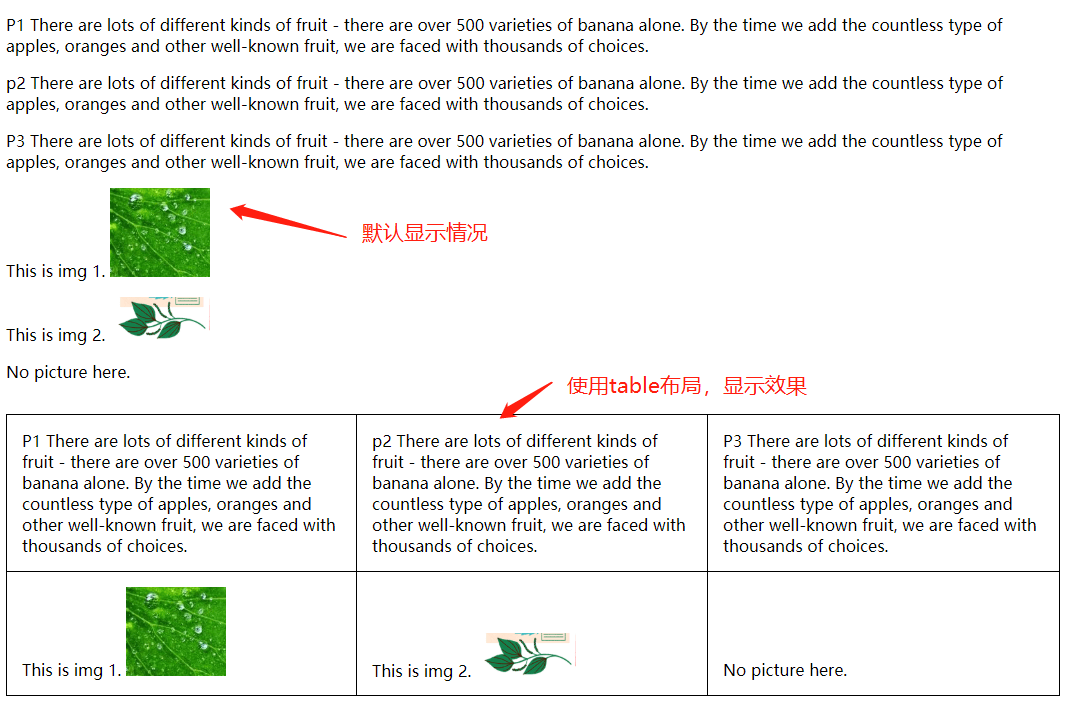 P1 There are lots of different kinds of fruit - there are over 500 varieties of banana alone. By the time we add the countless type of
apples, oranges and other well-known fruit, we are faced with thousands of choices.
p2 There are lots of different kinds of fruit - there are over 500 varieties of banana alone. By the time we add the countless type of
apples, oranges and other well-known fruit, we are faced with thousands of choices.
P3 There are lots of different kinds of fruit - there are over 500 varieties of banana alone. By the time we add the countless type of
apples, oranges and other well-known fruit, we are faced with thousands of choices.
默认显示情况
This is img 1.
This is img 2.
No picture here.
使用table布局，显示效果
P1 There are lots of different kinds of
fruit - there are over 500 varieties of
banana alone. By the time we add the
countless type of apples, oranges and
other well-known fruit, we are faced with
thousands of choices.
p2 There are lots of different kinds of
fruit - there are over 500 varieties of
banana alone. By the time we add the
countless type of apples, oranges and
other well-known fruit, we are faced with
thousands of choices.
P3 There are lots of different kinds of
fruit - there are over 500 varieties of
banana alone. By the time we add the
countless type of apples, oranges and
other well-known fruit, we are faced with
thousands of choices.
This is img 1.
This is img 2.
No picture here.